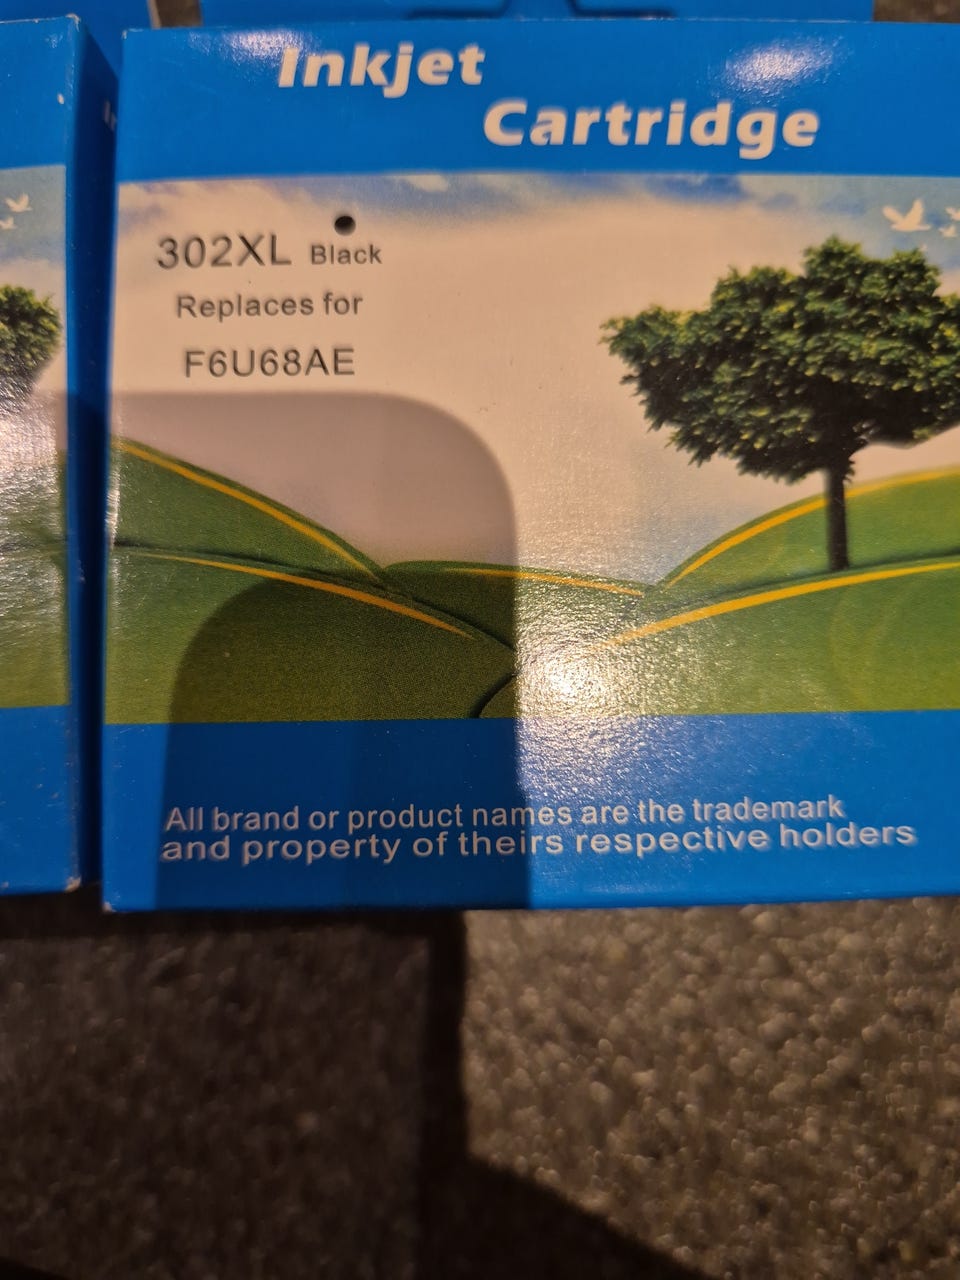 Inkjet
Cartridge
302XL Black
Replaces for
F6U68AE
All brand or product names are the trademark
and property of theirs respective holders